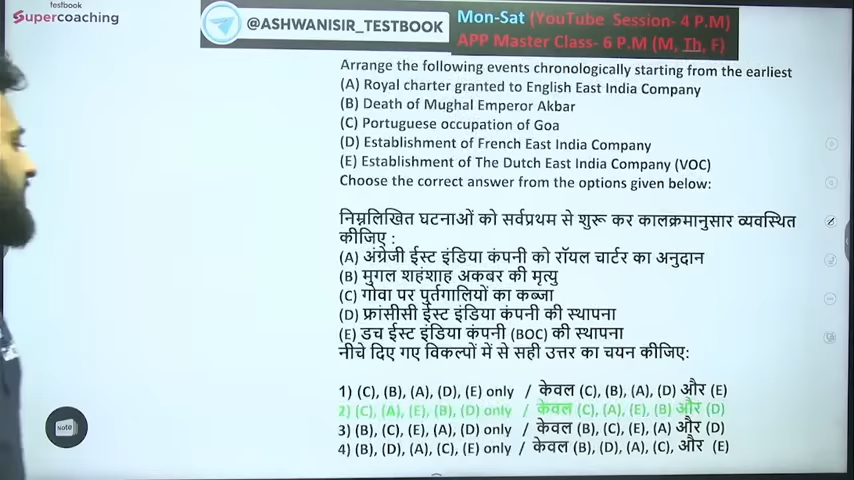 testbook
Supercoaching
@ASHWANISIR_TESTBOOK
Mon-Sat (YouTube Session- 4 P.M)
APP Master Class- 6 P.M (M, Th, F)
Arrange the following events chronologically starting from the earliest
(A) Royal charter granted to English East India Company
(B) Death of Mughal Emperor Akbar
(C) Portuguese occupation of Goa
(D) Establishment of French East India Company
(E) Establishment of The Dutch East India Company (VOC)
Choose the correct answer from the options given below:
निम्नलिखित घटनाओं को सर्वप्रथम से शुरू कर कालक्रमानुसार व्यवस्थित
कीजिए :
(A) अंग्रेजी ईस्ट इंडिया कंपनी को रॉयल चार्टर का अनुदान
(B) मुगल शहंशाह अकबर की मृत्यु
(C) गोवा पर पुर्तगालियों का कब्जा
(D) फ्रांसीसी ईस्ट इंडिया कंपनी की स्थापना
(E) डच ईस्ट इंडिया कंपनी (BOC) की स्थापना
नीचे दिए गए विकल्पों में से सही उत्तर का चयन कीजिए:
1) (C), (B), (A), (D), (E) only / केवल (C), (B), (A), (D) और (E)
2) (C), (A), (E), (B), (D) only / केवल (C), (A), (E), (B) और (D)
3) (B), (C), (E), (A), (D) only / केवल (B), (C), (E), (A) और (D)
4) (B), (D), (A), (C), (E) only / केवल (B), (D), (A), (C), और (E)
Note